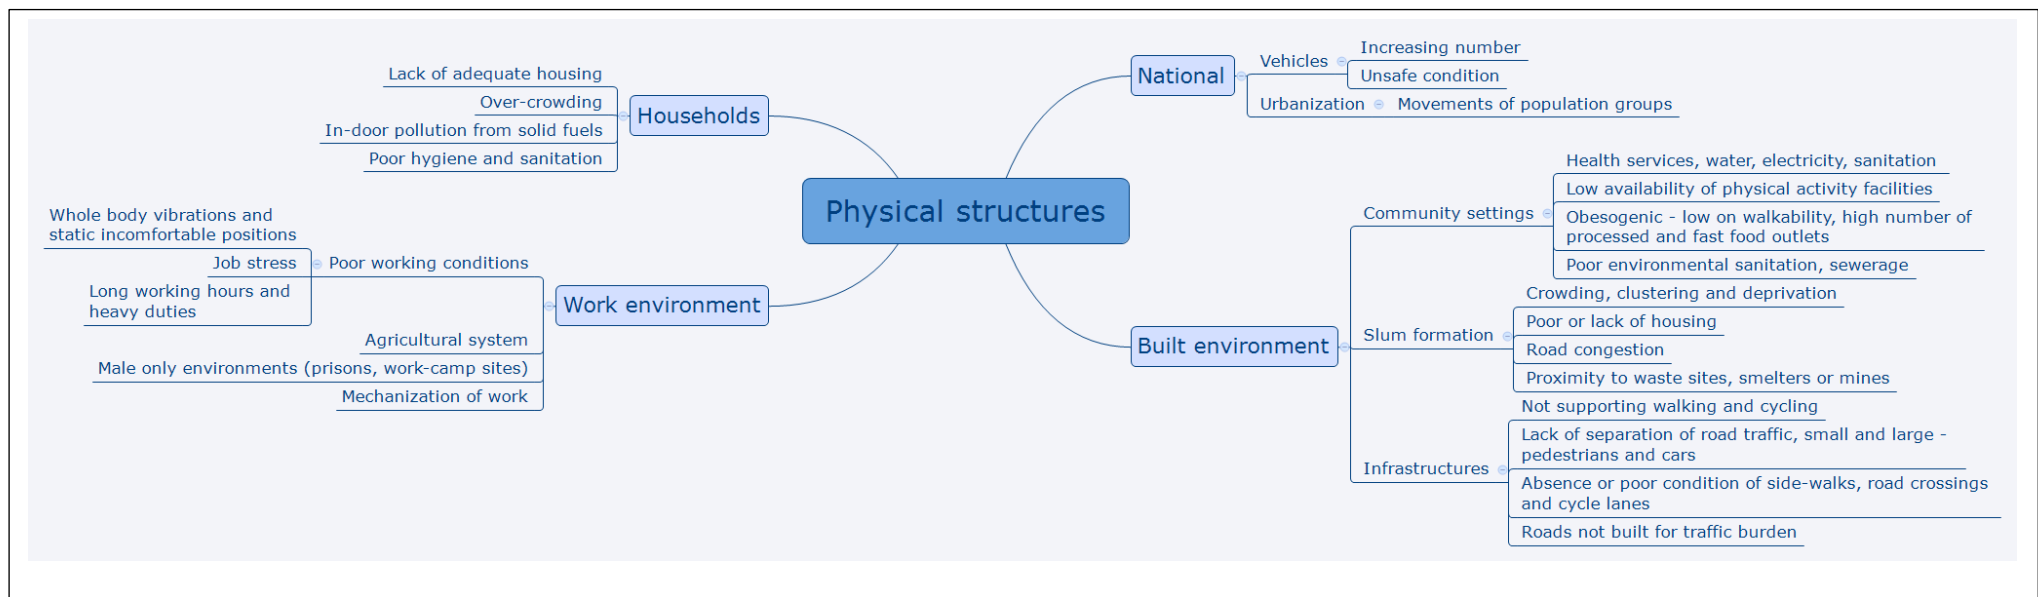 Physical structures
Households
Lack of adequate housing
Over-crowding
In-door pollution from solid fuels
Poor hygiene and sanitation
Work environment
Poor working conditions
Whole body vibrations and
static incomfortable positions
Job stress
Long working hours and
heavy duties
Agricultural system
Male only environments (prisons, work-camp sites)
Mechanization of work
National
Vehicles
Increasing number
Unsafe condition
Urbanization
Movements of population groups
Built environment
Community settings
Health services, water, electricity, sanitation
Low availability of physical activity facilities
Obesogenic - low on walkability, high number of
processed and fast food outlets
Poor environmental sanitation, sewerage
Slum formation
Crowding, clustering and deprivation
Poor or lack of housing
Road congestion
Proximity to waste sites, smelters or mines
Infrastructures
Not supporting walking and cycling
Lack of separation of road traffic, small and large -
pedestrians and cars
Absence or poor condition of side-walks, road crossings
and cycle lanes
Roads not built for traffic burden